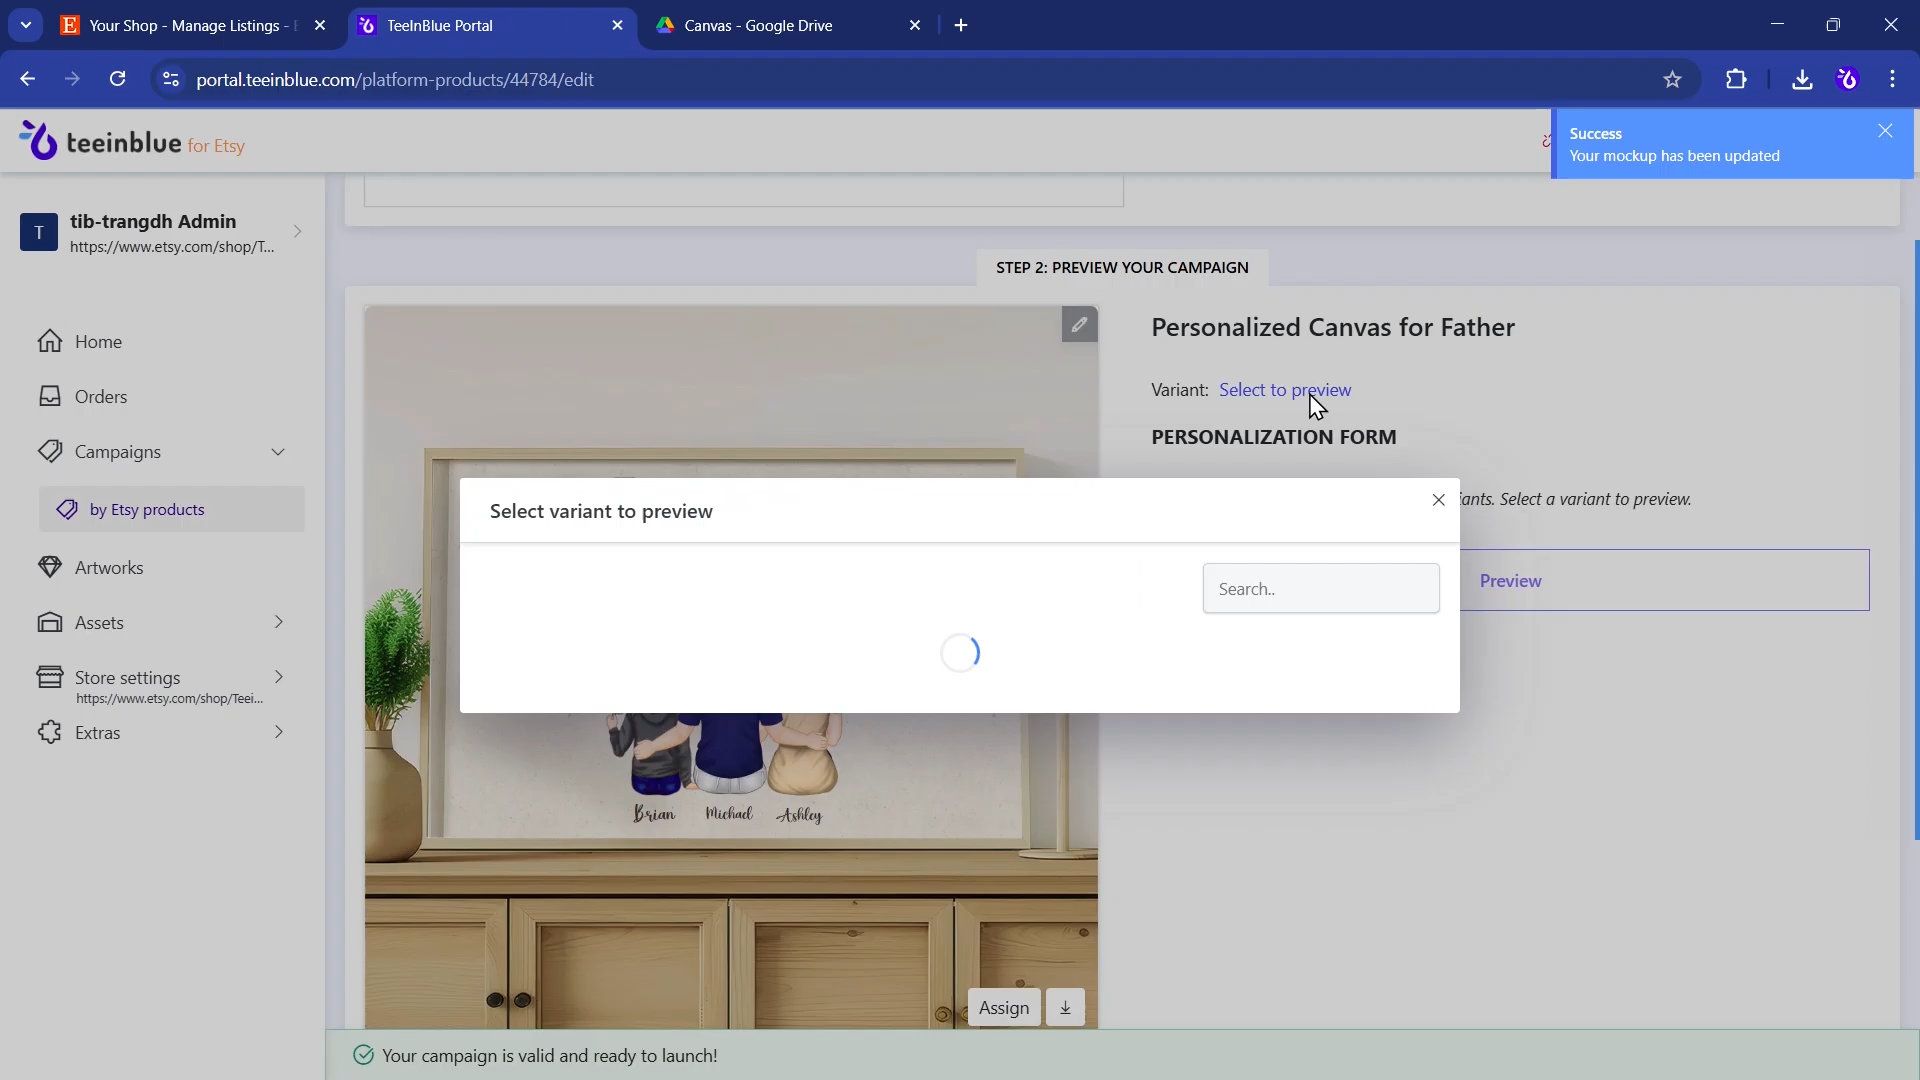 Your Shop - Manage Listings - E
TeeInBlue Portal
Canvas - Google Drive
portal.teeinblue.com/platform-products/44784/edit
teeinblue for Etsy
Success
Your mockup has been updated
T
tib-trangdh Admin
https://www.etsy.com/shop/T...
Home
Orders
Campaigns
by Etsy products
Artworks
Assets
Store settings
https://www.etsy.com/shop/Teei...
Extras
STEP 2: PREVIEW YOUR CAMPAIGN
Personalized Canvas for Father
Variant: Select to preview
PERSONALIZATION FORM
iants. Select a variant to preview.
Preview
Select variant to preview
Search..
Brian Michael Ashley
Assign
Your campaign is valid and ready to launch!